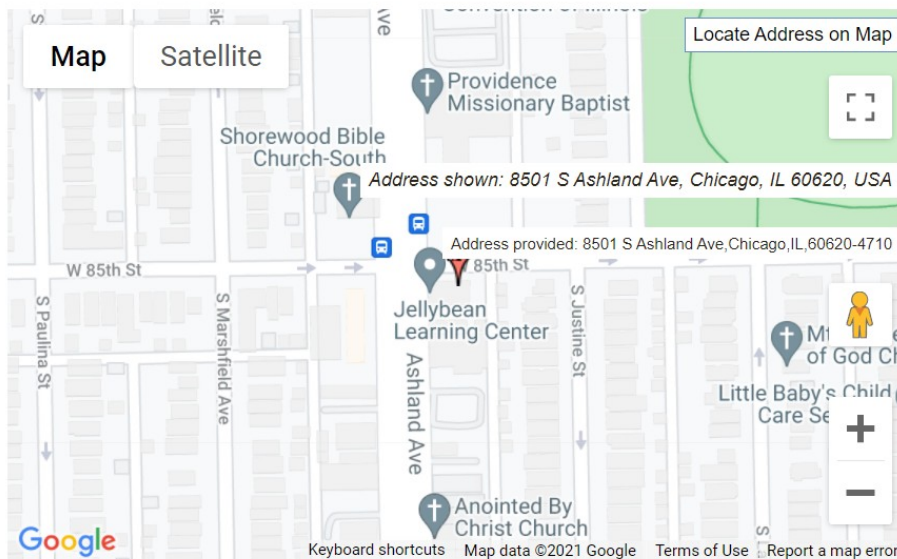 Convention of Illinois
Locate Address on Map
Map
Satellite
Providence
Missionary Baptist
Shorewood Bible
Church-South
Address shown: 8501 S Ashland Ave, Chicago, IL 60620, USA
Address provided: 8501 S Ashland Ave,Chicago,IL,60620-4710
W 85th St
W 85th St
Jellybean
Learning Center
S Paulina St
S Marshfield Ave
Ashland Ave
S Justine St
of God Ch
Little Baby's Child
Care Se
Anointed By
Christ Church
Google
Keyboard shortcuts
Map data ©2021 Google
Terms of Use
Report a map error